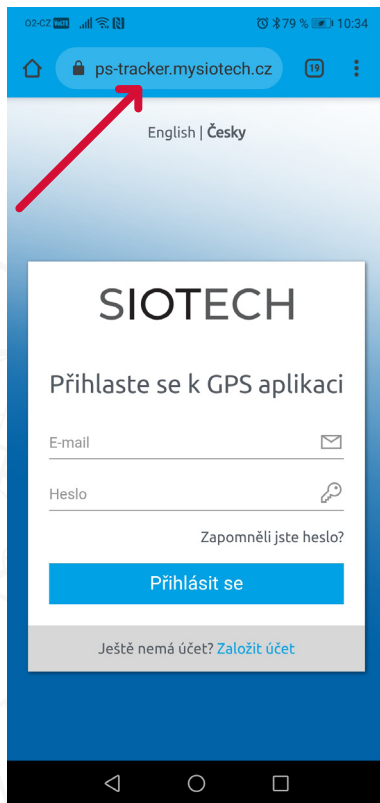 O2-CZ VoLTE 79 % 10:34
ps-tracker.mysiotech.cz 19
English | Česky
SIOTECH
Přihlaste se k GPS aplikaci
E-mail
Heslo
Zapomněli jste heslo?
Přihlásit se
Ještě nemá účet? Založit účet